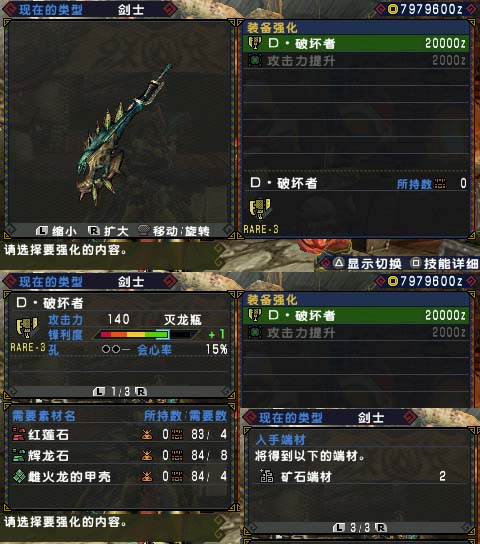 现在的类型 剑士
7979600z
装备强化
D・破坏者 20000z
攻击力提升 2000z
D・破坏者 所持数 0
RARE-3
L 缩小 R 扩大 移动/旋转
请选择要强化的内容。
△显示切换 □技能详细
现在的类型 剑士
7979600z
D・破坏者
攻击力 140 灭龙瓶
锋利度 +1
RARE-3
孔 ○○— 会心率 15%
L 1/3 R
装备强化
D・破坏者 20000z
攻击力提升 2000z
需要素材名 所持数/需要数
红莲石 0 83/ 4
辉龙石 0 84/ 8
雌火龙的甲壳 0 84/ 4
请选择要强化的内容。
现在的类型 剑士
入手端材
将得到以下的端材。
矿石端材 2
L 3/3 R